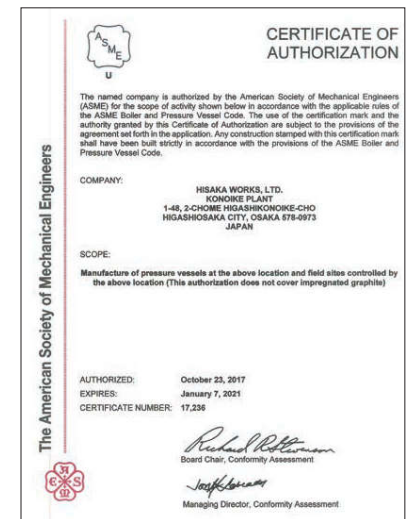 CERTIFICATE OF
AUTHORIZATION
ASME
U
The named company is authorized by the American Society of Mechanical Engineers
(ASME) for the scope of activity shown below in accordance with the applicable rules of
the ASME Boiler and Pressure Vessel Code. The use of the certification mark and the
authority granted by this Certificate of Authorization are subject to the provisions of the
agreement set forth in the application. Any construction stamped with this certification mark
shall have been built strictly in accordance with the provisions of the ASME Boiler and
Pressure Vessel Code.
COMPANY:
HISAKA WORKS, LTD.
KONOIKE PLANT
1-48, 2-CHOME HIGASHIKONOIKE-CHO
HIGASHIOSAKA CITY, OSAKA 578-0973
JAPAN
SCOPE:
Manufacture of pressure vessels at the above location and field sites controlled by
the above location (This authorization does not cover impregnated graphite)
AUTHORIZED: October 23, 2017
EXPIRES: January 7, 2021
CERTIFICATE NUMBER: 17,236
Board Chair, Conformity Assessment
Managing Director, Conformity Assessment
The American Society of Mechanical Engineers